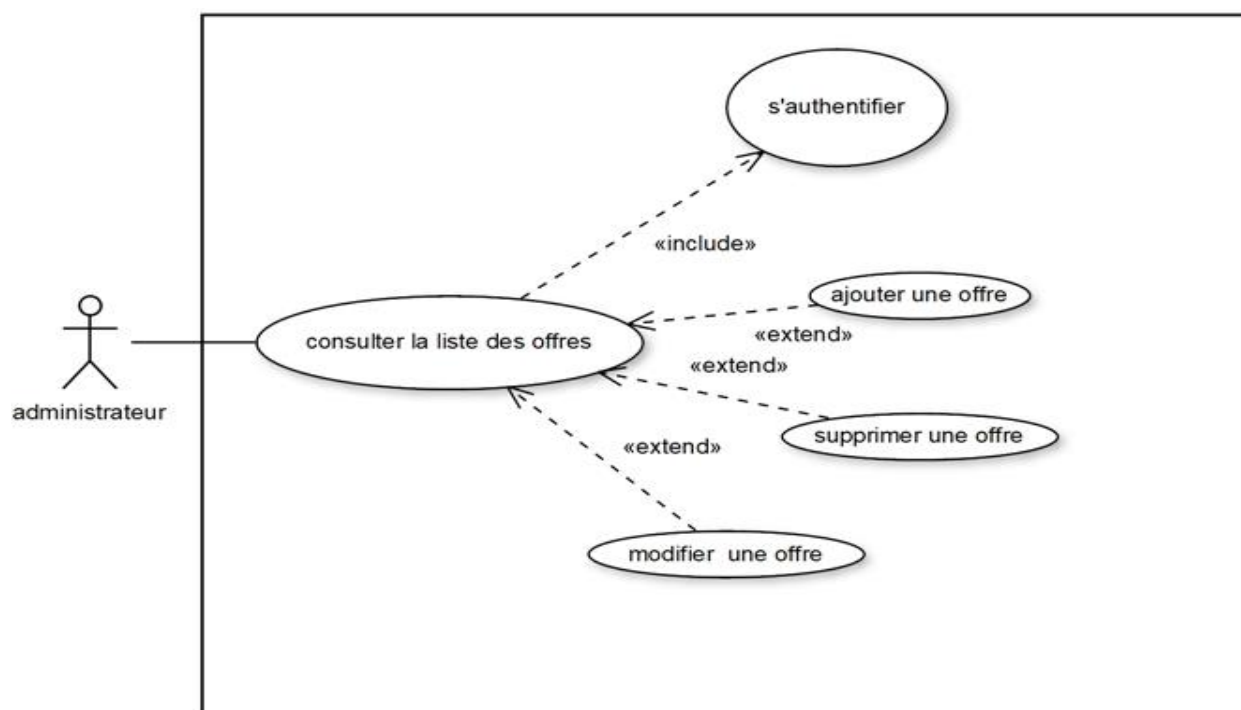 s'authentifier
«include»
ajouter une offre
«extend»
consulter la liste des offres
«extend»
administrateur
supprimer une offre
«extend»
modifier  une offre